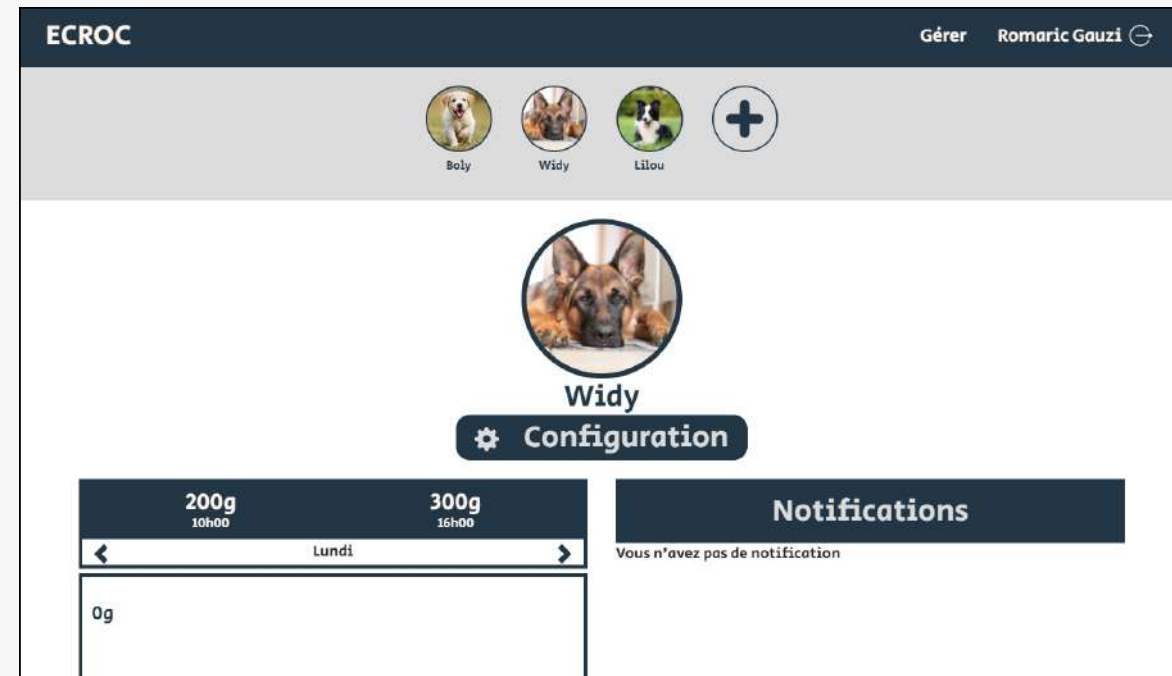 ECROC
Gérer Romaric Gauzi
Boly Widy Lilou
Widy
Configuration
200g 300g
10h00 16h00
Lundi
0g
Notifications
Vous n'avez pas de notification